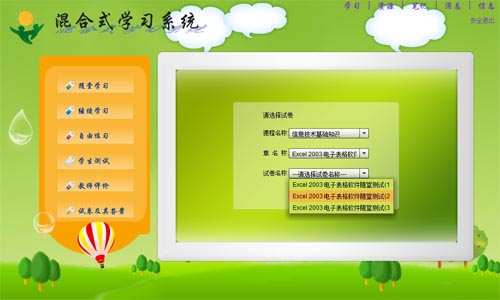 混合式学习系统
学习 | 资源 | 笔记 | 消息 | 信息
安全退出
随堂学习
继续学习
自由练习
学生测试
教师评价
试卷及其答案
请选择试卷
课程名称 信息技术基础知识
章 名 称 Excel 2003 电子表格软件
试卷名称 ---请选择试卷名称---
Excel 2003 电子表格软件随堂测试(1
Excel 2003 电子表格软件随堂测试(2
Excel 2003 电子表格软件随堂测试(3